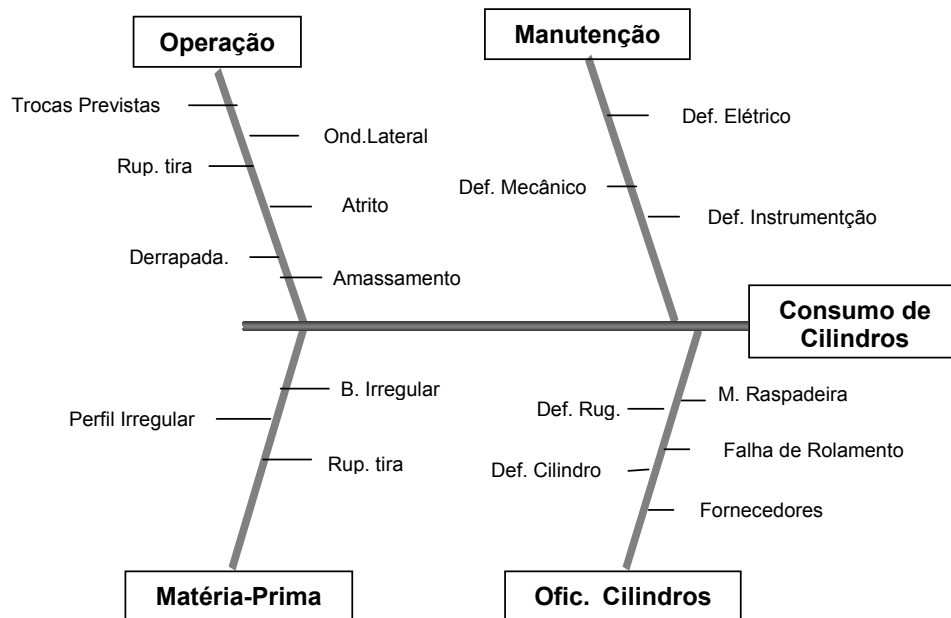 Operação
Manutenção
Trocas Previstas
Ond.Lateral
Rup. tira
Atrito
Derrapada.
Amassamento
Def. Elétrico
Def. Mecânico
Def. Instrumentção
Consumo de
Cilindros
B. Irregular
Perfil Irregular
Rup. tira
M. Raspadeira
Def. Rug.
Falha de Rolamento
Def. Cilindro
Fornecedores
Matéria-Prima
Ofic. Cilindros